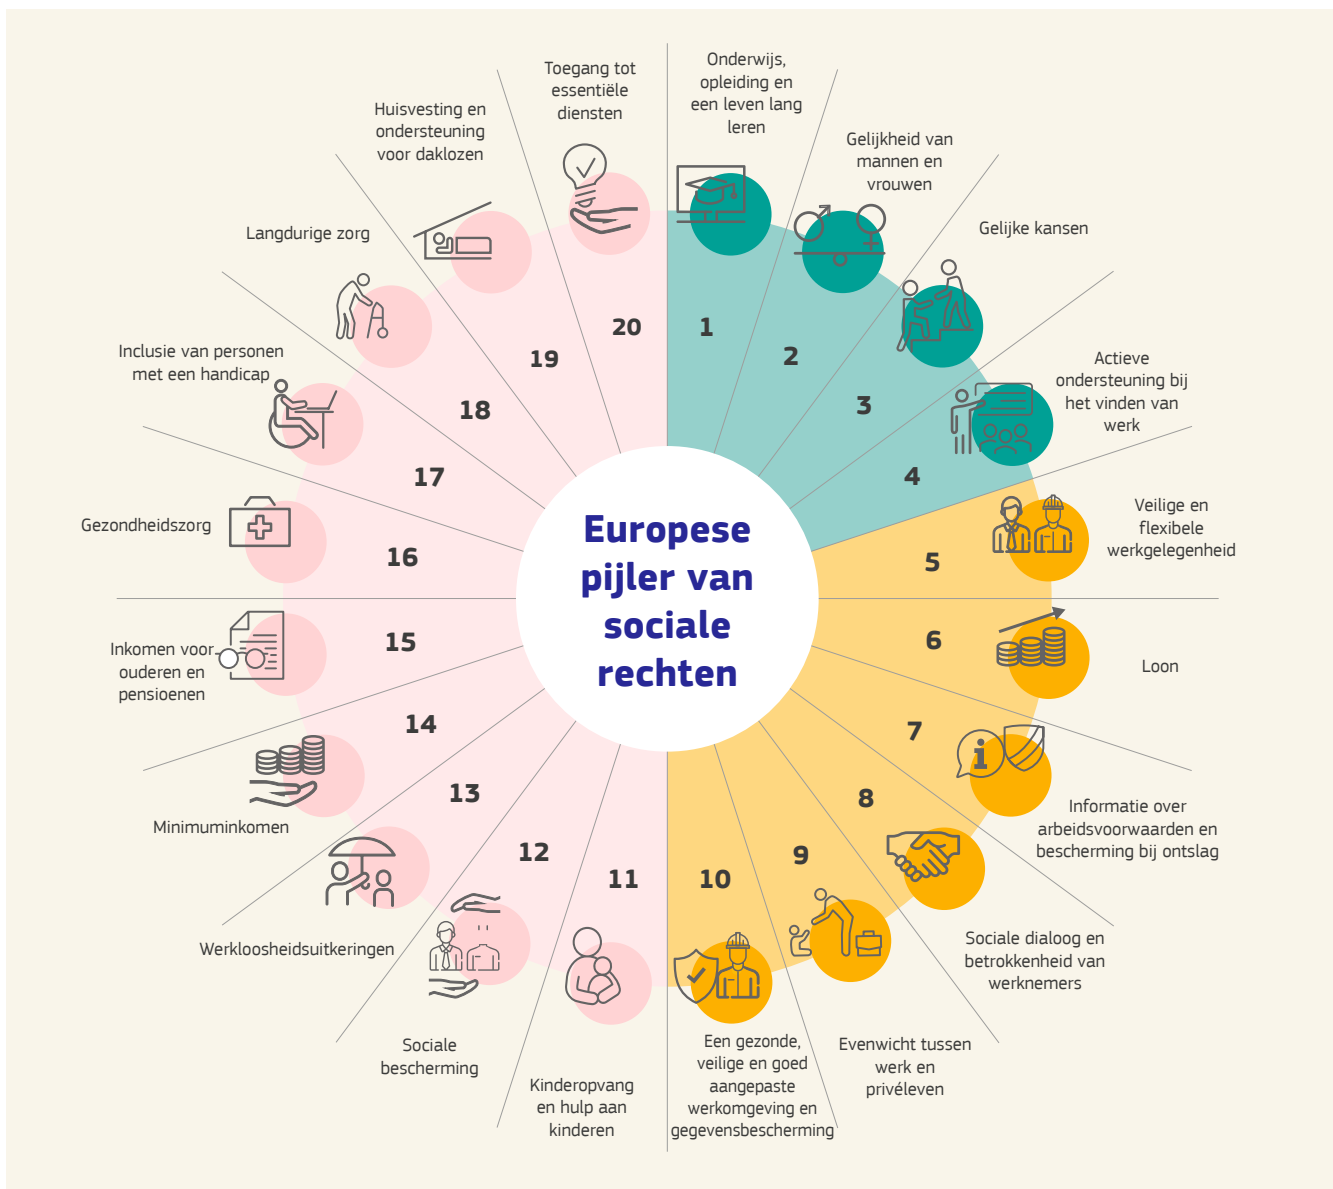 Europese
pijler van
sociale
rechten
1
Onderwijs,
opleiding en
een leven lang
leren
2
Gelijkheid van
mannen en
vrouwen
3
Gelijke kansen
4
Actieve
ondersteuning bij
het vinden van
werk
5
Veilige en
flexibele
werkgelegenheid
6
Loon
7
i
Informatie over
arbeidsvoorwaarden en
bescherming bij ontslag
8
Sociale dialoog en
betrokkenheid van
werknemers
9
Evenwicht tussen
werk en
privéleven
10
Een gezonde,
veilige en goed
aangepaste
werkomgeving en
gegevensbescherming
11
Kinderopvang
en hulp aan
kinderen
12
Sociale
bescherming
13
Werkloosheidsuitkeringen
14
Minimuminkomen
15
Inkomen voor
ouderen en
pensioenen
16
Gezondheidszorg
17
Inclusie van personen
met een handicap
18
Langdurige zorg
19
Huisvesting en
ondersteuning
voor daklozen
20
Toegang tot
essentiële
diensten